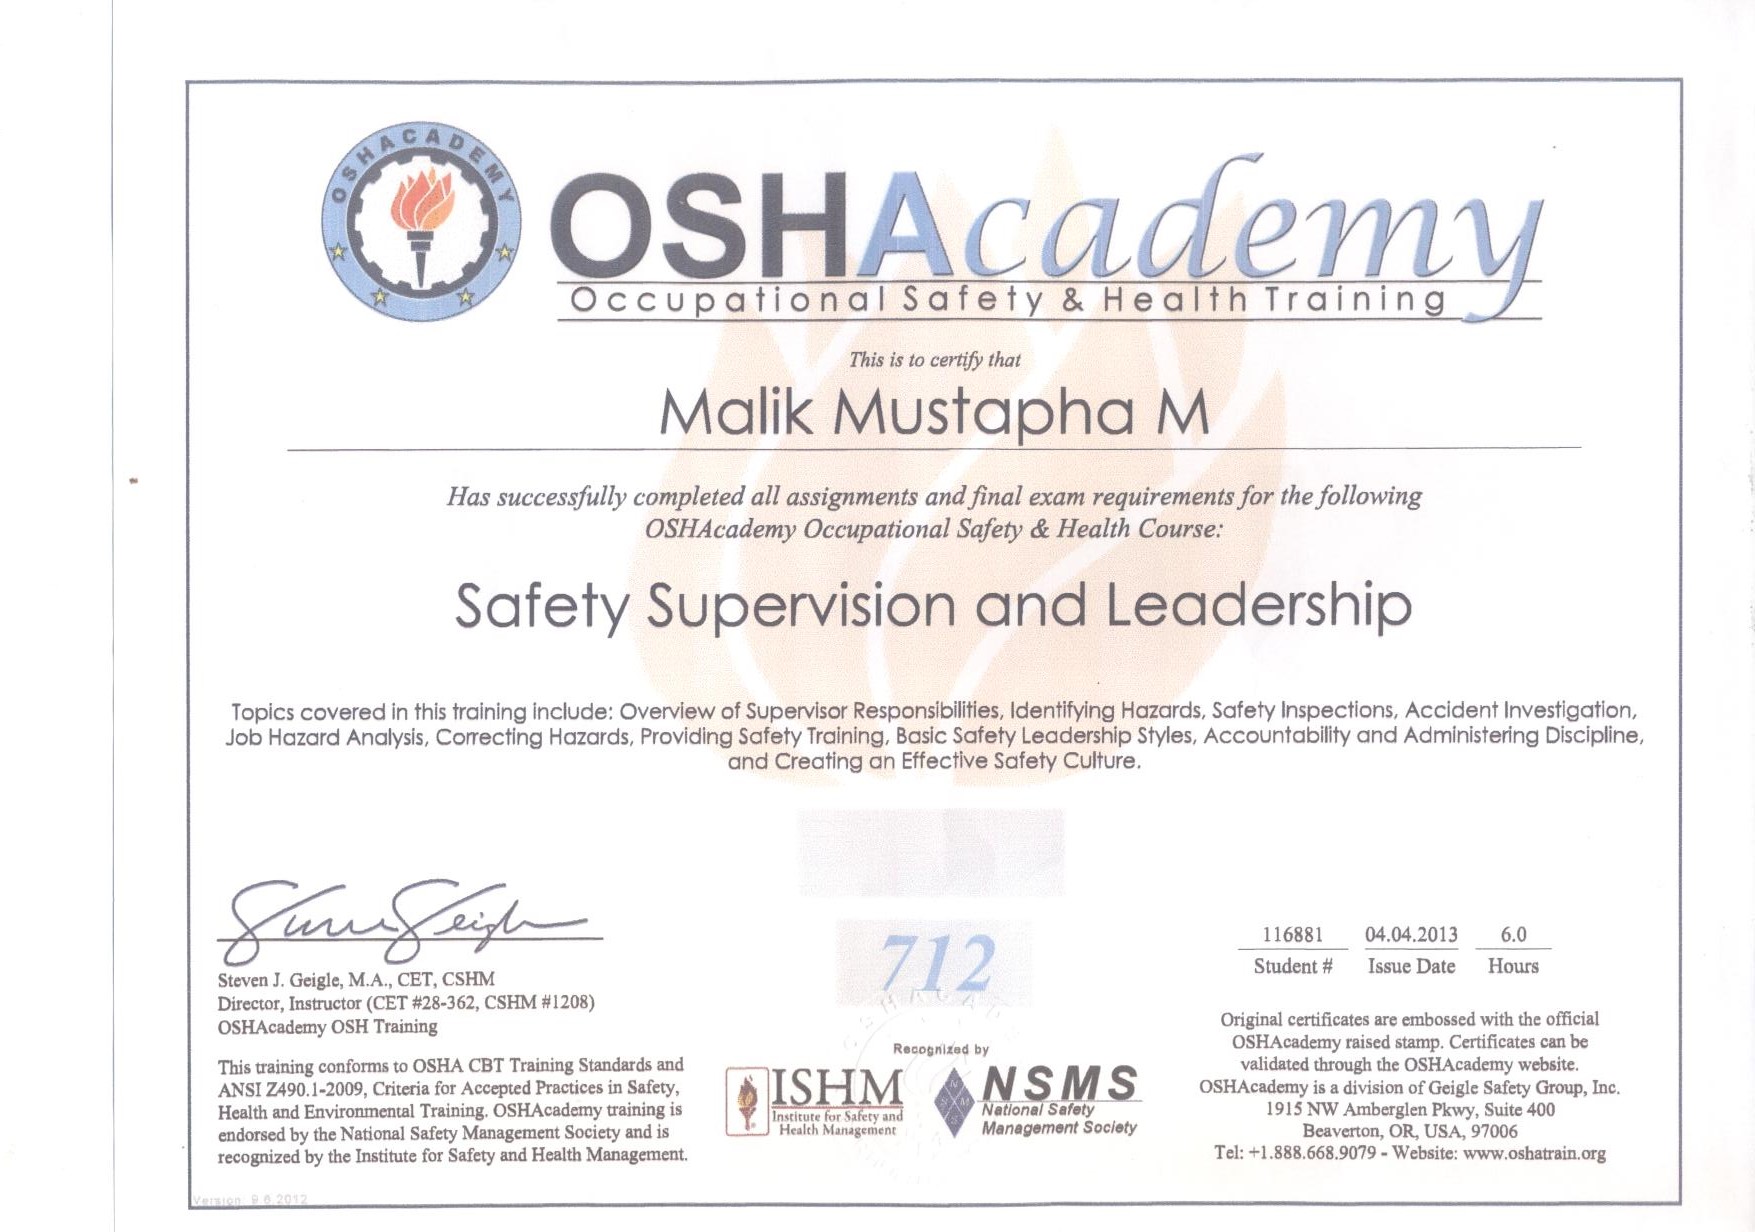 OSHACADEMY
OSHAcademy
Occupational Safety & Health Training
This is to certify that
Malik Mustapha M
Has successfully completed all assignments and final exam requirements for the following
OSHAcademy Occupational Safety & Health Course:
Safety Supervision and Leadership
Topics covered in this training include: Overview of Supervisor Responsibilities, Identifying Hazards, Safety Inspections, Accident Investigation,
Job Hazard Analysis, Correcting Hazards, Providing Safety Training, Basic Safety Leadership Styles, Accountability and Administering Discipline,
and Creating an Effective Safety Culture.
Steven J. Geigle, M.A., CET, CSHM
Director, Instructor (CET #28-362, CSHM #1208)
OSHAcademy OSH Training
This training conforms to OSHA CBT Training Standards and
ANSI Z490.1-2009, Criteria for Accepted Practices in Safety,
Health and Environmental Training. OSHAcademy training is
endorsed by the National Safety Management Society and is
recognized by the Institute for Safety and Health Management.
Version 9.6.2012
712
Recognized by
ISHM
Institute for Safety and
Health Management
NSMS
National Safety
Management Society
116881 04.04.2013 6.0
Student # Issue Date Hours
Original certificates are embossed with the official
OSHAcademy raised stamp. Certificates can be
validated through the OSHAcademy website.
OSHAcademy is a division of Geigle Safety Group, Inc.
1915 NW Amberglen Pkwy, Suite 400
Beaverton, OR, USA, 97006
Tel: +1.888.668.9079 - Website: www.oshatrain.org